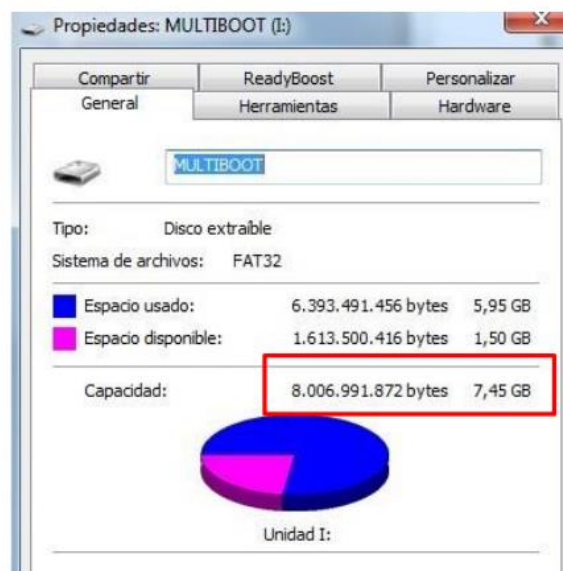 Propiedades: MULTIBOOT (I:)
Compartir ReadyBoost Personalizar
General Herramientas Hardware
MULTIBOOT
Tipo: Disco extraíble
Sistema de archivos: FAT32
Espacio usado: 6.393.491.456 bytes 5,95 GB
Espacio disponible: 1.613.500.416 bytes 1,50 GB
Capacidad: 8.006.991.872 bytes 7,45 GB
Unidad I: